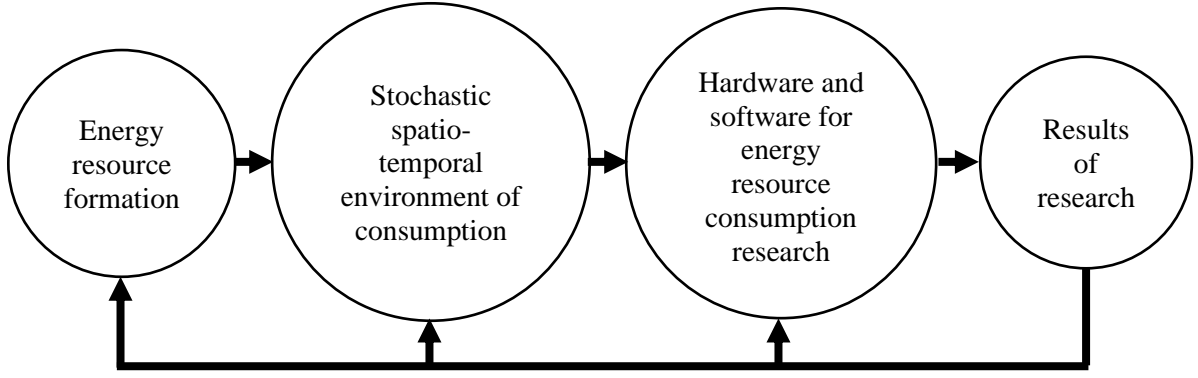 Energy
resource
formation
Stochastic
spatio-
temporal
environment of
consumption
Hardware and
software for
energy
resource
consumption
research
Results
of
research